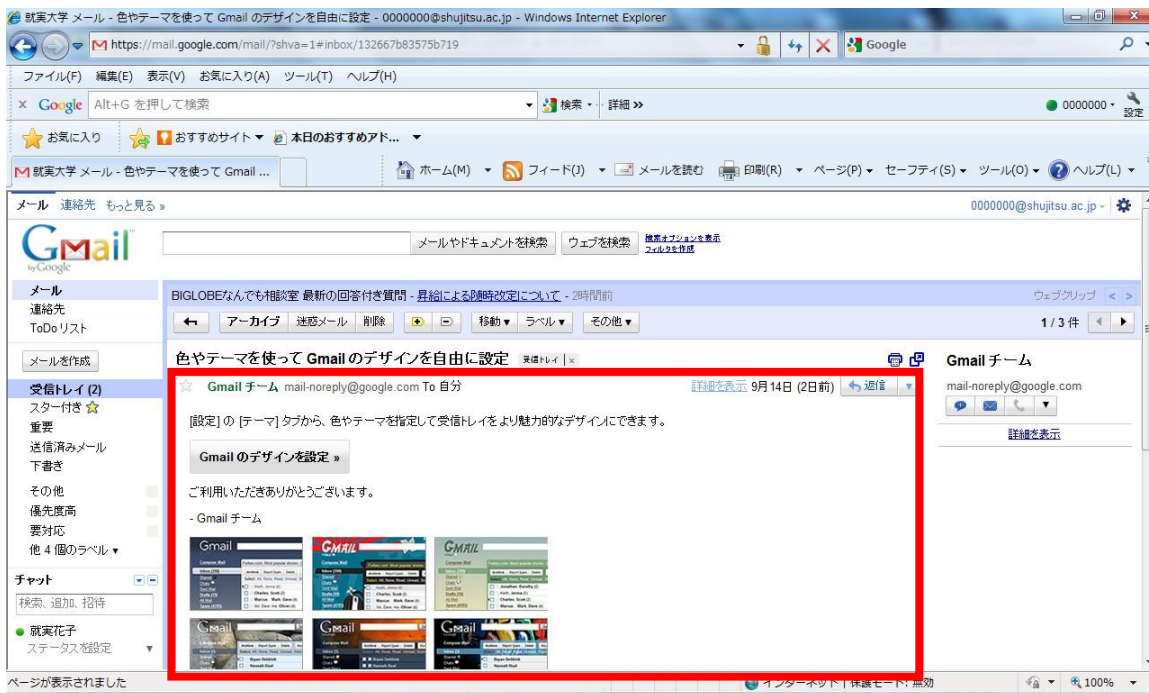 就実大学 メール - 色やテーマを使って Gmail のデザインを自由に設定 - 0000000@shujitsu.ac.jp - Windows Internet Explorer
https://mail.google.com/mail/?shva=1#inbox/132667b83575b719
Google
ファイル(F) 編集(E) 表示(V) お気に入り(A) ツール(T) ヘルプ(H)
x Google Alt+G を押して検索 検索 詳細 >> 0000000 設定
お気に入り おすすめサイト 本日のおすすめアド...
就実大学 メール - 色やテーマを使って Gmail ... ホーム(M) フィード(J) メールを読む 印刷(R) ページ(P) セーフティ(S) ツール(O) ヘルプ(L)
メール 連絡先 もっと見る » 0000000@shujitsu.ac.jp
Gmail
by Google
メールやドキュメントを検索 ウェブを検索 検索オプションを表示
フィルタを作成
メール
連絡先
ToDo リスト
メールを作成
受信トレイ (2)
スター付き
重要
送信済みメール
下書き
その他
優先度高
要対応
他 4 個のラベル ▼
チャット
検索、追加、招待
就実花子
ステータスを設定
BIGLOBEなんでも相談室 最新の回答付き質問 - 昇給による随時改定について - 2時間前 ウェブクリップ < >
アーカイブ 迷惑メール 削除 移動 ▼ ラベル ▼ その他 ▼ 1 / 3 件
色やテーマを使って Gmail のデザインを自由に設定 受信トレイ | x
Gmail チーム mail-noreply@google.com To 自分 詳細を表示 9月14日 (2日前) 返信
[設定] の [テーマ] タブから、色やテーマを指定して受信トレイをより魅力的なデザインにできます。
Gmail のデザインを設定 »
ご利用いただきありがとうございます。
- Gmail チーム
Gmail GMAIL GMAIL
Gmail Gmail Gmail
Gmail チーム
mail-noreply@google.com
詳細を表示
ページが表示されました インターネット | 保護モード: 無効 100%